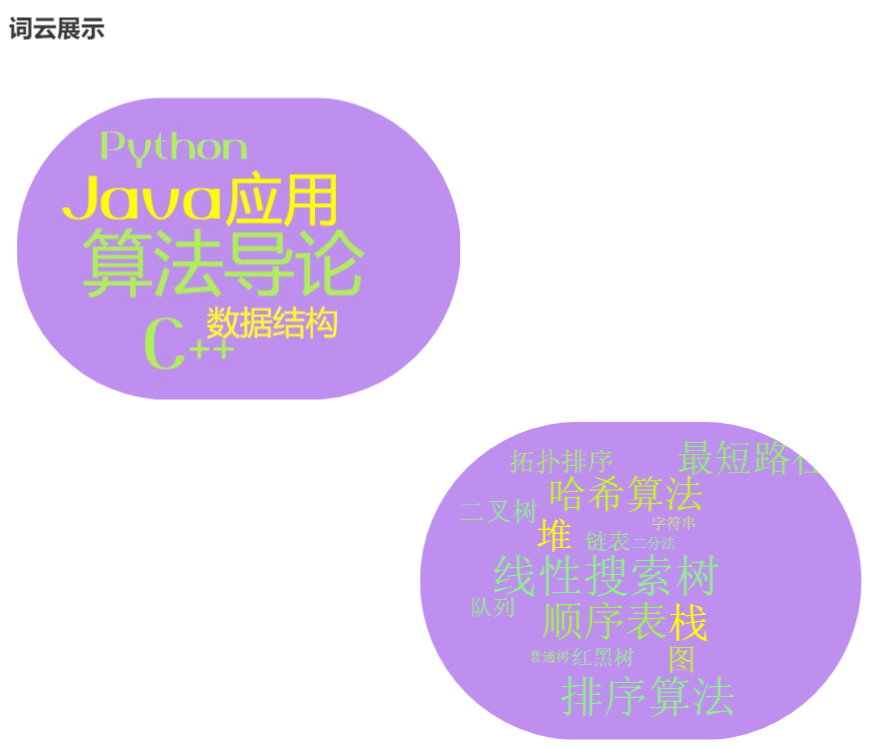 词云展示
Python
Java应用
算法导论
数据结构
C++
拓扑排序
最短路径
哈希算法
二叉树
字符串
堆
链表
二分法
线性搜索树
队列
顺序表
栈
普通树
红黑树
图
排序算法